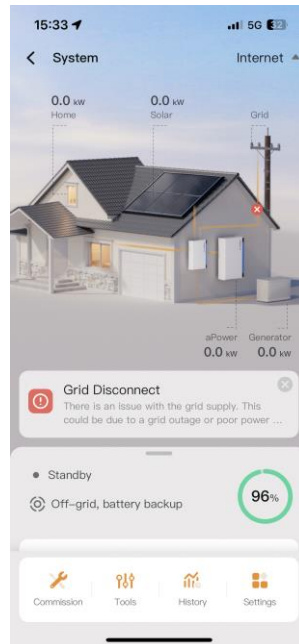 15:33
5G 32
System
Internet
0.0 kW
0.0 kW
Home
Solar
Grid
aPower
Generator
0.0 kW
0.0 kW
Grid Disconnect
There is an issue with the grid supply. This
could be due to a grid outage or poor power ...
Standby
Off-grid, battery backup
96%
Commission
Tools
History
Settings